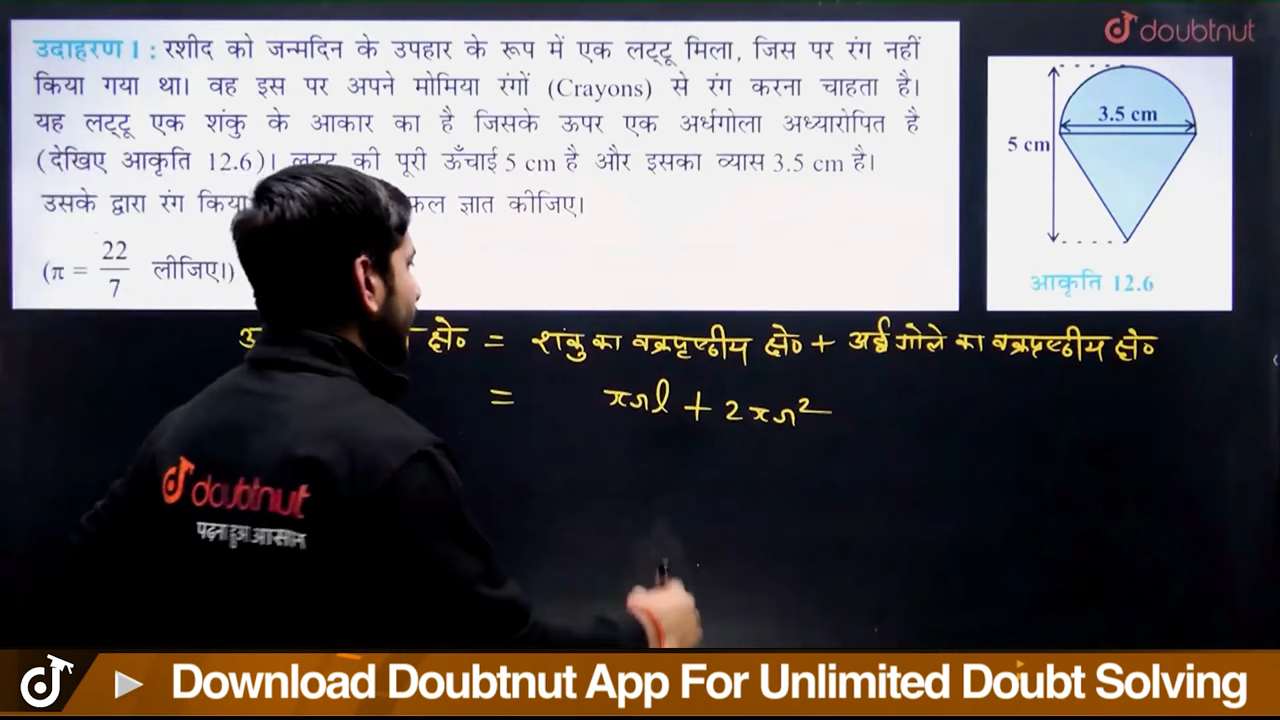 उदाहरण 1 : रशीद को जन्मदिन के उपहार के रूप में एक लट्टू मिला, जिस पर रंग नहीं
किया गया था। वह इस पर अपने मोमिया रंगों (Crayons) से रंग करना चाहता है।
यह लट्टू एक शंकु के आकार का है जिसके ऊपर एक अर्धगोला अध्यारोपित है
(देखिए आकृति 12.6)। लट्टू की पूरी ऊँचाई 5 cm है और इसका व्यास 3.5 cm है।
उसके द्वारा रंग किया ज्ञात कीजिए।
(π = 22/7 लीजिए।)
doubtnut
5 cm
3.5 cm
आकृति 12.6
क्षे० = शंकु का वक्रपृष्ठीय क्षे० + अर्द्धगोले का वक्रपृष्ठीय क्षे०
= πrl + 2πr²
doubtnut
पढ़ना हुआ आसान
Download Doubtnut App For Unlimited Doubt Solving